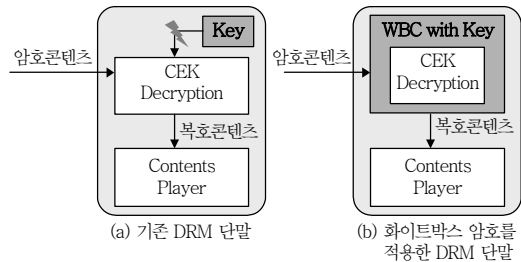 Key
암호콘텐츠
CEK
Decryption
복호콘텐츠
Contents
Player
(a) 기존 DRM 단말
WBC with Key
암호콘텐츠
CEK
Decryption
복호콘텐츠
Contents
Player
(b) 화이트박스 암호를
적용한 DRM 단말